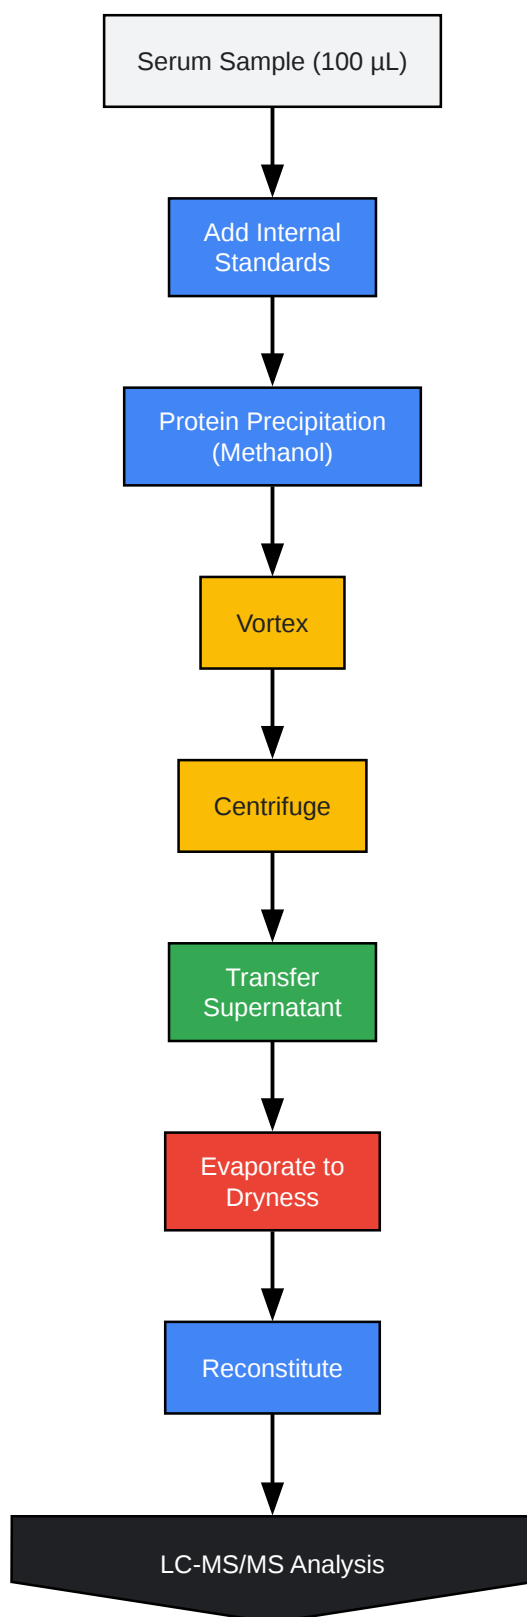 Serum Sample (100 µL)
Add Internal
Standards
Protein Precipitation
(Methanol)
Vortex
Centrifuge
Transfer
Supernatant
Evaporate to
Dryness
Reconstitute
LC-MS/MS Analysis